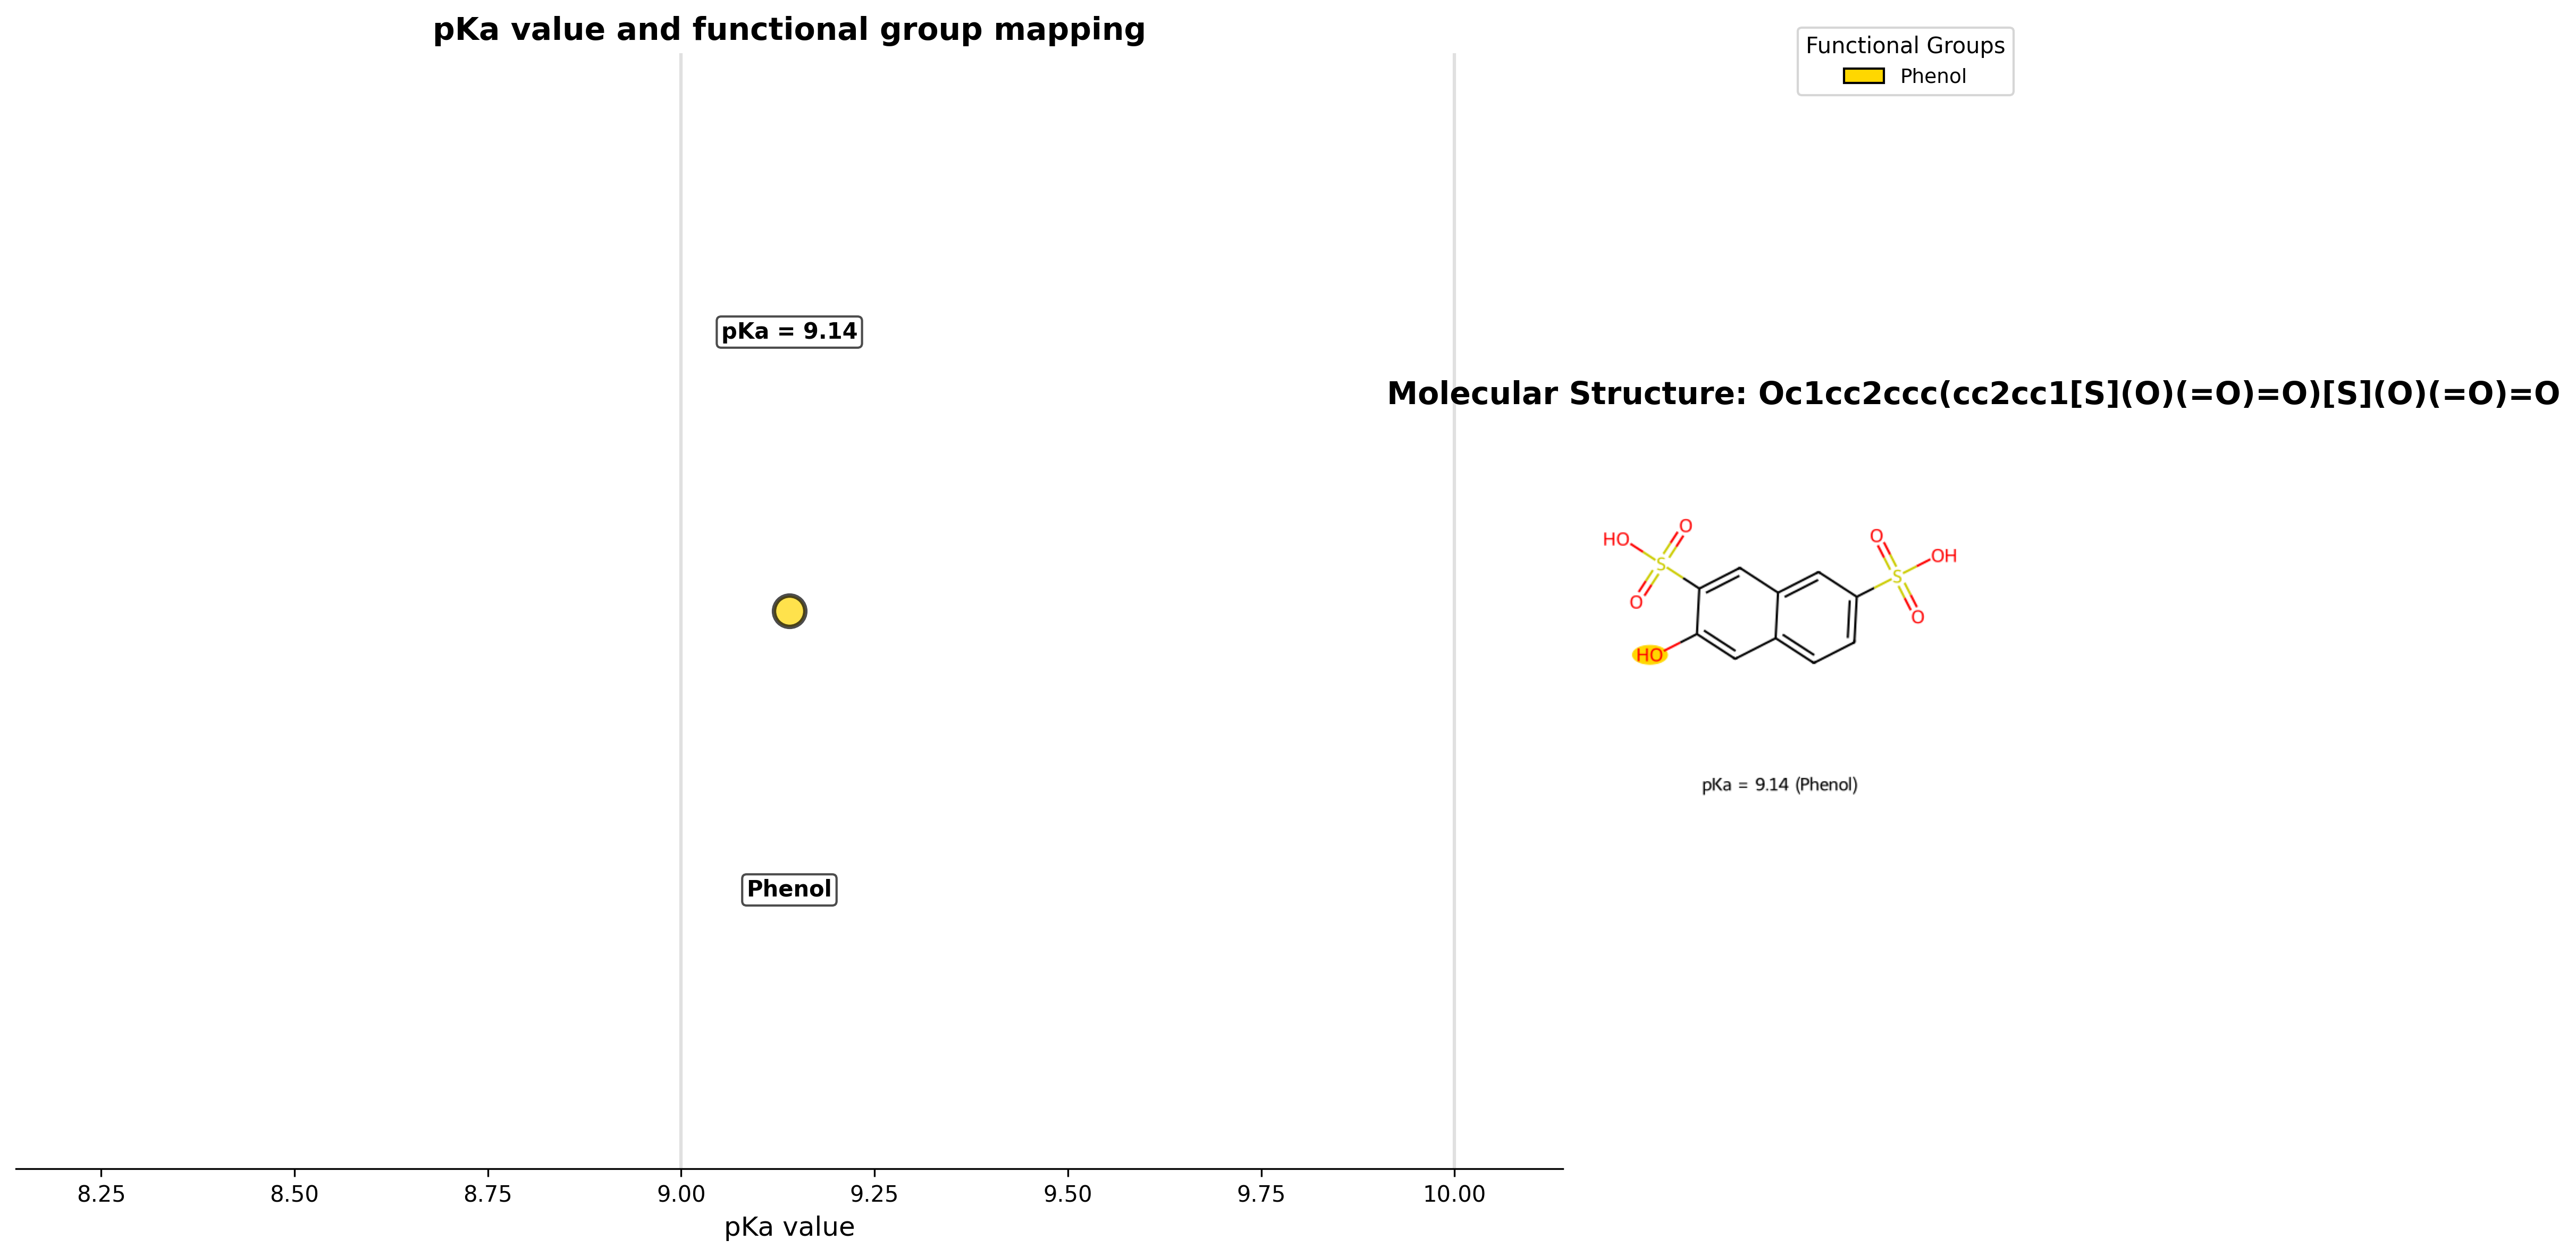 pKa value and functional group mapping
Functional Groups
Phenol
pKa = 9.14
Molecular Structure: Oc1cc2ccc(cc2cc1[S](O)(=O)=O)[S](O)(=O)=O
HO
O
S
O
O
OH
S
O
HO
pKa = 9.14 (Phenol)
Phenol
8.25
8.50
8.75
9.00
9.25
9.50
9.75
10.00
pKa value